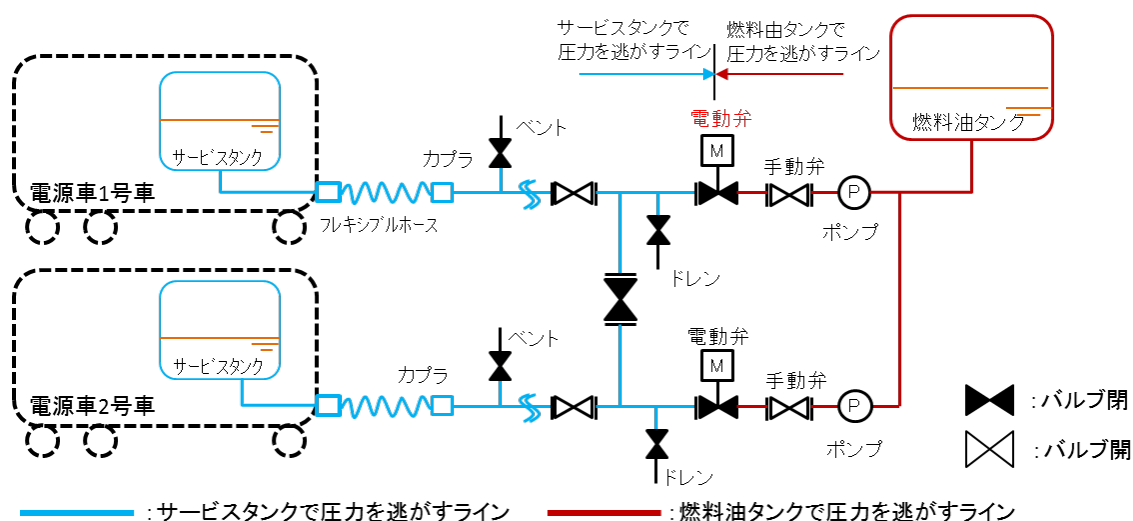 サービスタンクで
圧力を逃がすライン
燃料由タンクで
圧力を逃がすライン
サービスタンク
電源車1号車
フレキシブルホース
カプラ
ベント
電動弁
M
手動弁
P
ポンプ
燃料油タンク
ドレン
サービスタンク
電源車2号車
カプラ
ベント
電動弁
M
手動弁
P
ポンプ
ドレン
:バルブ閉
:バルブ開
:サービスタンクで圧力を逃がすライン
:燃料油タンクで圧力を逃がすライン